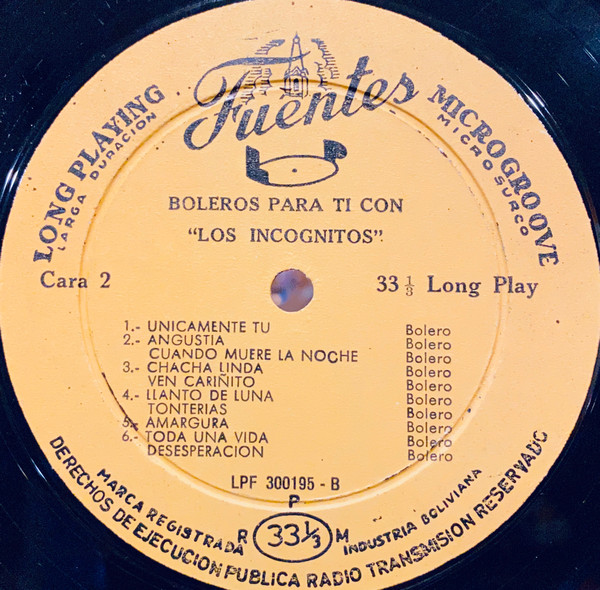 Fuentes
LONG PLAYING
LARGA DURACION
MICROGROOVE
MICRO SURCO
LP
BOLEROS PARA TI CON
"LOS INCOGNITOS".
Cara 2
33 1/3 Long Play
1.- UNICAMENTE TU Bolero
2.- ANGUSTIA Bolero
CUANDO MUERE LA NOCHE Bolero
3.- CHACHA LINDA Bolero
VEN CARIÑITO Bolero
4.- LLANTO DE LUNA Bolero
TONTERIAS Bolero
5.- AMARGURA Bolero
6.- TODA UNA VIDA Bolero
DESESPERACION Bolero
LPF 300195 - B
R P M
33 1/3
MARCA REGISTRADA
INDUSTRIA BOLIVIANA
DERECHOS DE EJECUCION PUBLICA RADIO TRANSMISION RESERVADO